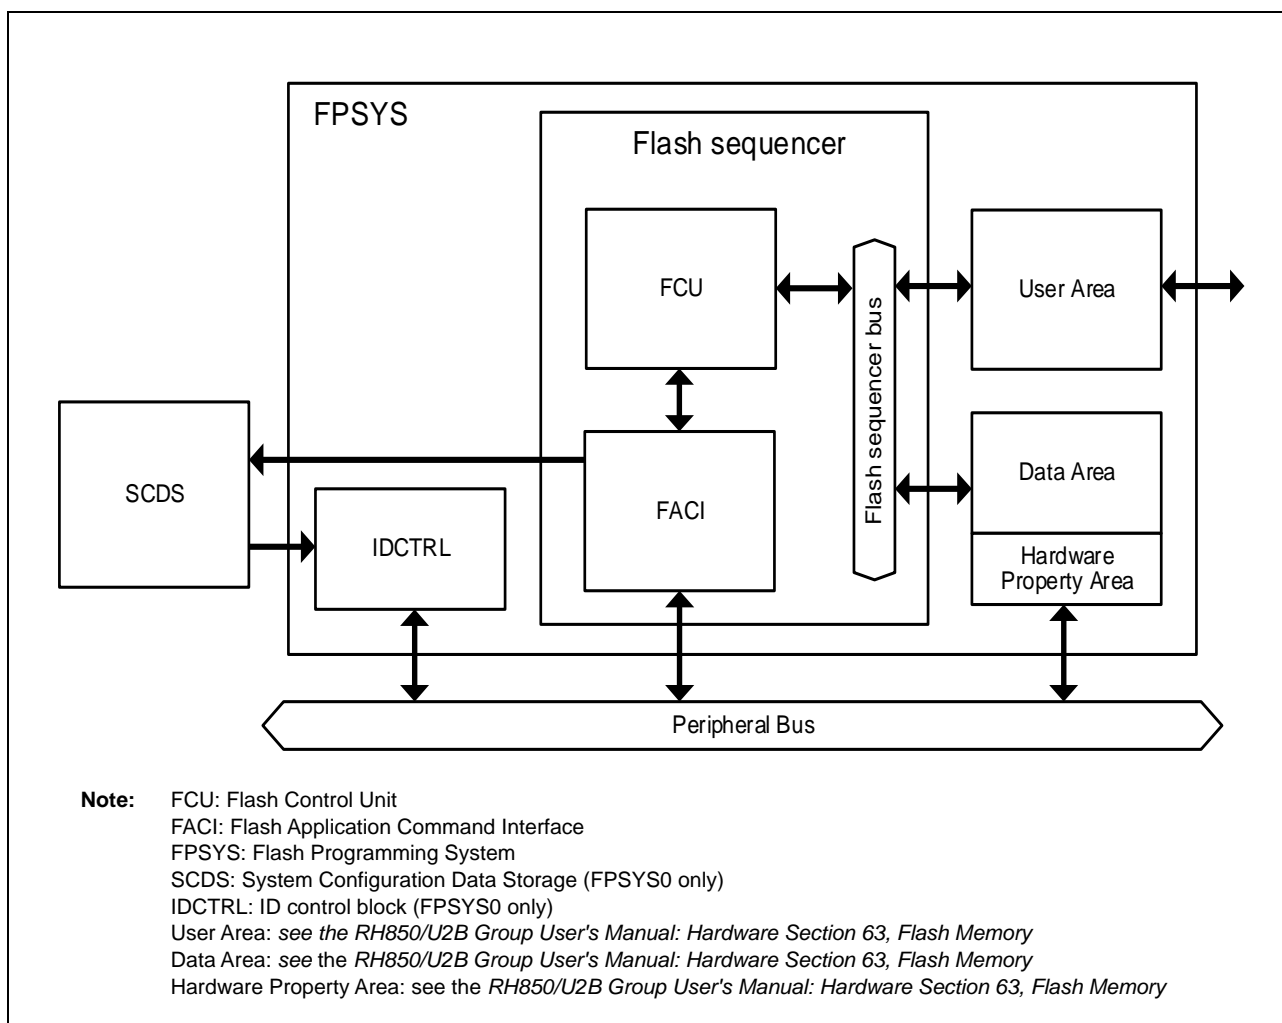 FPSYS
Flash sequencer
FCU
Flash sequencer bus
User Area
SCDS
IDCTRL
FACI
Data Area
Hardware
Property Area
Peripheral Bus
Note: FCU: Flash Control Unit
FACI: Flash Application Command Interface
FPSYS: Flash Programming System
SCDS: System Configuration Data Storage (FPSYS0 only)
IDCTRL: ID control block (FPSYS0 only)
User Area: see the RH850/U2B Group User's Manual: Hardware Section 63, Flash Memory
Data Area: see the RH850/U2B Group User's Manual: Hardware Section 63, Flash Memory
Hardware Property Area: see the RH850/U2B Group User's Manual: Hardware Section 63, Flash Memory